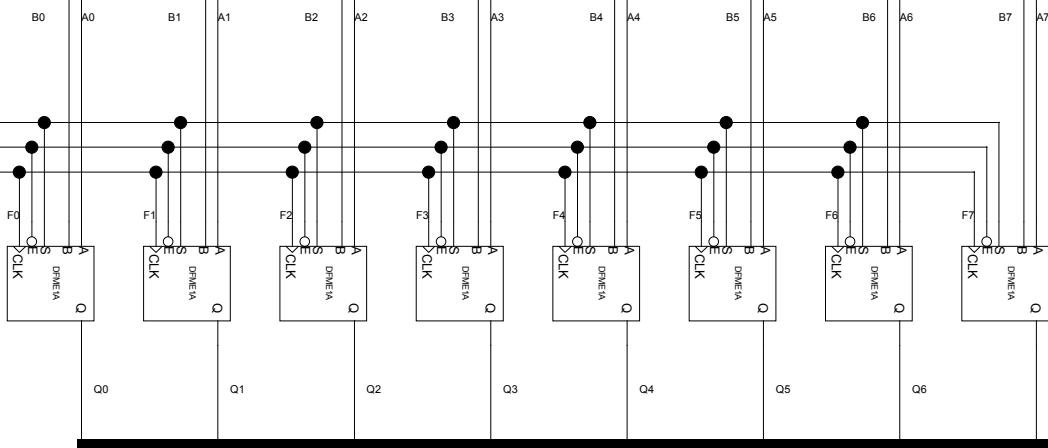 B0 A0 B1 A1 B2 A2 B3 A3 B4 A4 B5 A5 B6 A6 B7 A7
F0 F1 F2 F3 F4 F5 F6 F7
CLK E S B A CLK E S B A CLK E S B A CLK E S B A CLK E S B A CLK E S B A CLK E S B A CLK E S B A
DFME1A DFME1A DFME1A DFME1A DFME1A DFME1A DFME1A DFME1A
Q Q Q Q Q Q Q Q
Q0 Q1 Q2 Q3 Q4 Q5 Q6